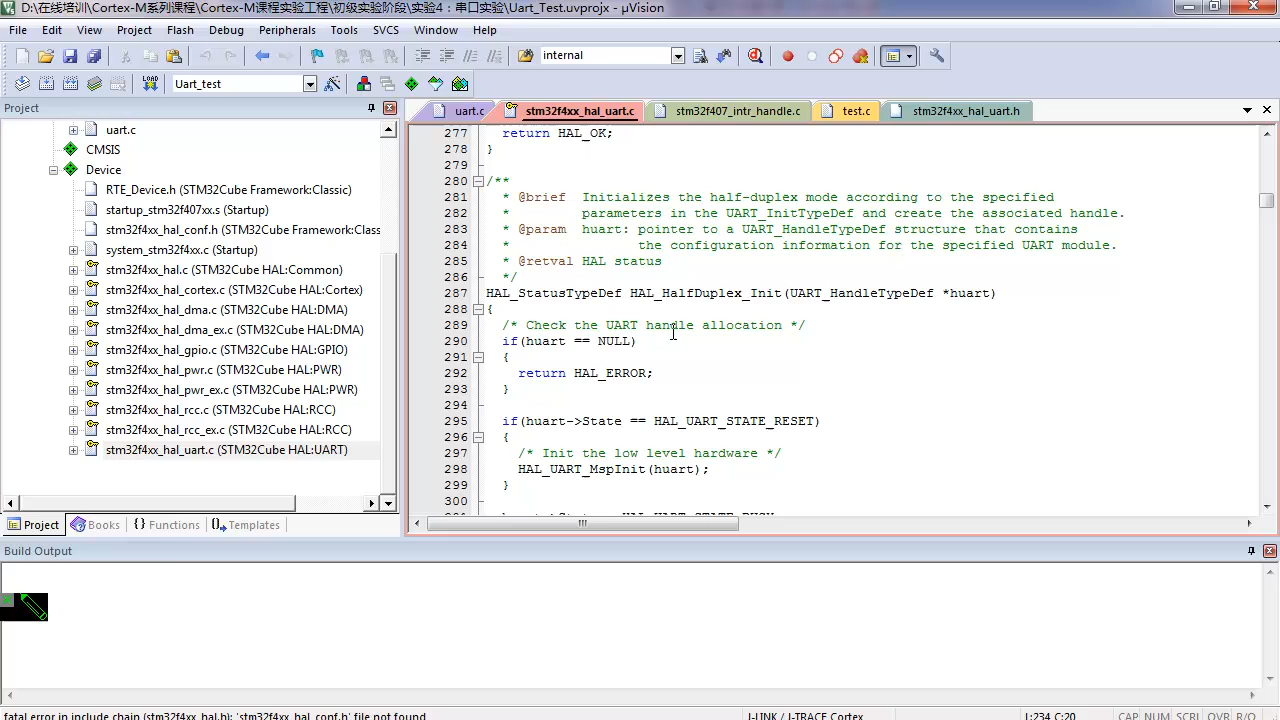 D:\在线培训\Cortex-M系列课程\Cortex-M课程实验工程\初级实验阶段\实验4：串口实验\Uart_Test.uvprojx - µVision
File Edit View Project Flash Debug Peripherals Tools SVCS Window Help
internal
LOAD Uart_test
Project
uart.c
CMSIS
Device
RTE_Device.h (STM32Cube Framework:Classic)
startup_stm32f407xx.s (Startup)
stm32f4xx_hal_conf.h (STM32Cube Framework:Class
system_stm32f4xx.c (Startup)
stm32f4xx_hal.c (STM32Cube HAL:Common)
stm32f4xx_hal_cortex.c (STM32Cube HAL:Cortex)
stm32f4xx_hal_dma.c (STM32Cube HAL:DMA)
stm32f4xx_hal_dma_ex.c (STM32Cube HAL:DMA)
stm32f4xx_hal_gpio.c (STM32Cube HAL:GPIO)
stm32f4xx_hal_pwr.c (STM32Cube HAL:PWR)
stm32f4xx_hal_pwr_ex.c (STM32Cube HAL:PWR)
stm32f4xx_hal_rcc.c (STM32Cube HAL:RCC)
stm32f4xx_hal_rcc_ex.c (STM32Cube HAL:RCC)
stm32f4xx_hal_uart.c (STM32Cube HAL:UART)
Project Books Functions Templates
uart.c stm32f4xx_hal_uart.c stm32f407_intr_handle.c test.c stm32f4xx_hal_uart.h
277 return HAL_OK;
278 }
279
280 /**
281 * @brief Initializes the half-duplex mode according to the specified
282 * parameters in the UART_InitTypeDef and create the associated handle.
283 * @param huart: pointer to a UART_HandleTypeDef structure that contains
284 * the configuration information for the specified UART module.
285 * @retval HAL status
286 */
287 HAL_StatusTypeDef HAL_HalfDuplex_Init(UART_HandleTypeDef *huart)
288 {
289 /* Check the UART handle allocation */
290 if(huart == NULL)
291 {
292 return HAL_ERROR;
293 }
294
295 if(huart->State == HAL_UART_STATE_RESET)
296 {
297 /* Init the low level hardware */
298 HAL_UART_MspInit(huart);
299 }
300
Build Output
fatal error in include chain (stm32f4xx_hal.h): 'stm32f4xx_hal_conf.h' file not found J-LINK / J-TRACE Cortex L:234 C:20 CAP NUM SCRL OVR R/O